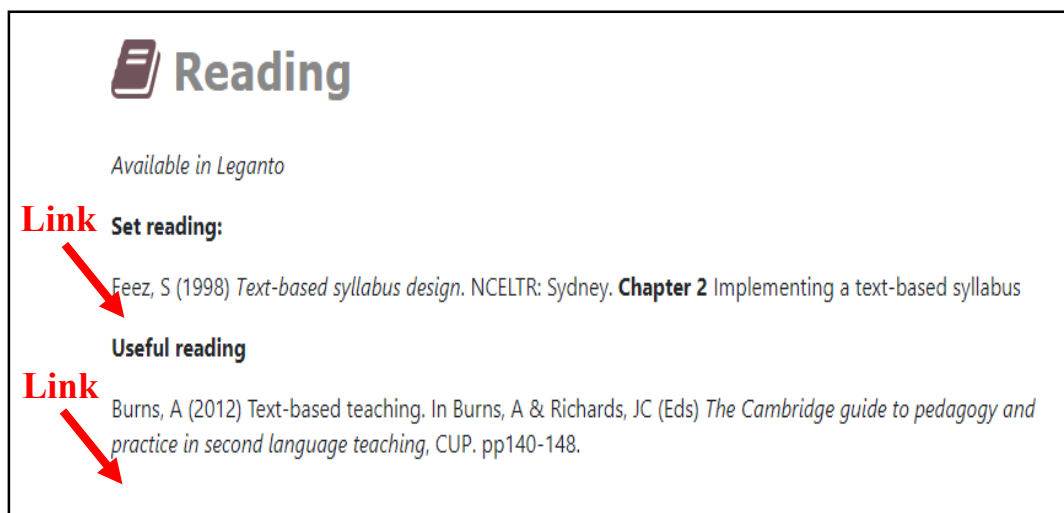 Reading
Available in Leganto
Link
Set reading:
Feez, S (1998) Text-based syllabus design. NCELTR: Sydney. Chapter 2 Implementing a text-based syllabus
Useful reading
Link
Burns, A (2012) Text-based teaching. In Burns, A & Richards, JC (Eds) The Cambridge guide to pedagogy and
practice in second language teaching, CUP. pp140-148.